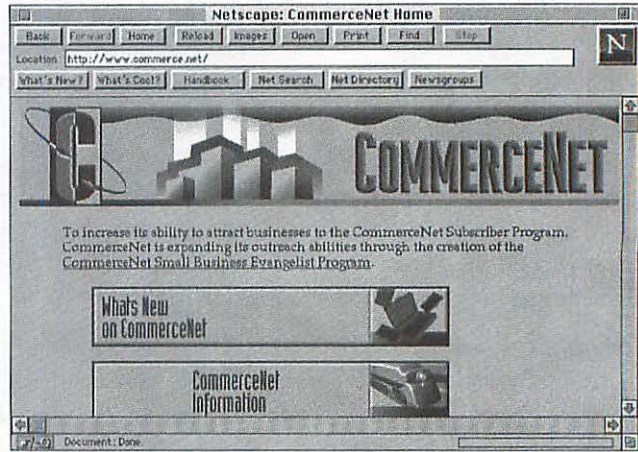 Netscape: CommerceNet Home
Back Forward Home Reload Images Open Print Find Stop
Location: http://www.commerce.net/
N
What's New? What's Cool? Handbook Net Search Net Directory Newsgroups
C
COMMERCENET
To increase its ability to attract businesses to the CommerceNet Subscriber Program,
CommerceNet is expanding its outreach abilities through the creation of the
CommerceNet Small Business Evangelist Program.
Whats New
on CommerceNet
CommerceNet
Information
Document: Done.